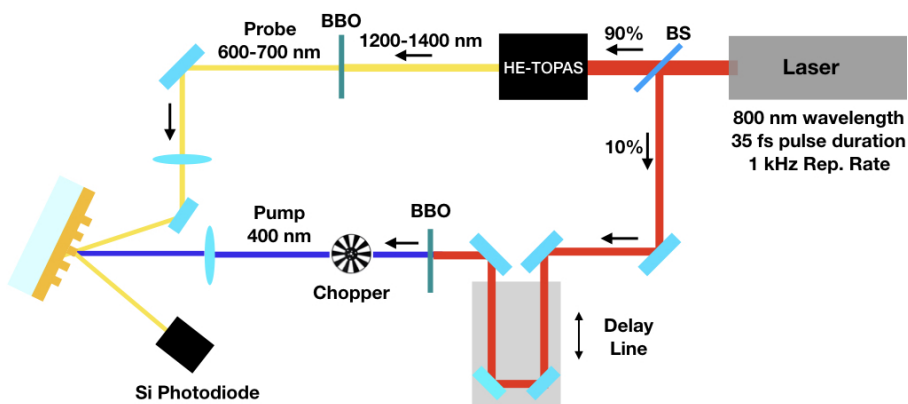 Probe
600-700 nm
BBO
1200-1400 nm
HE-TOPAS
90%
BS
Laser
800 nm wavelength
35 fs pulse duration
1 kHz Rep. Rate
10%
Pump
400 nm
Chopper
BBO
Delay
Line
Si Photodiode